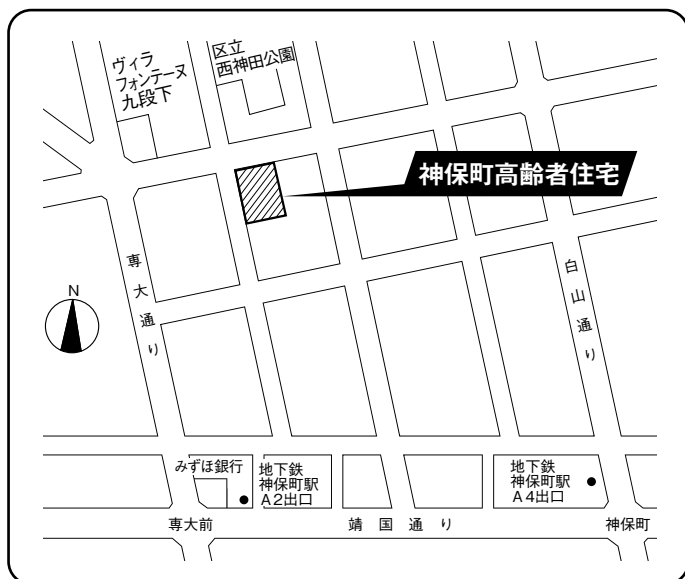 ヴィラ
フォンテーヌ
九段下
区立
西神田公園
神保町高齢者住宅
専大通り
白山通り
N
みずほ銀行
地下鉄
神保町駅
A2出口
地下鉄
神保町駅
A4出口
専大前
靖国通り
神保町